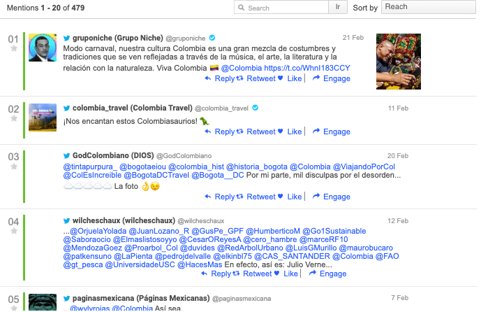 Mentions 1 - 20 of 479
Search
Ir
Sort by
Reach
01
gruponiche (Grupo Niche) @gruponiche
21 Feb
Modo carnaval, nuestra cultura Colombia es una gran mezcla de costumbres y
tradiciones que se ven reflejadas a través de la música, el arte, la literatura y la
relación con la naturaleza. Viva Colombia 🇨🇴 @Colombia https://t.co/WhnI183CCY
Reply Retweet Like | Engage
02
colombia_travel (Colombia Travel) @colombia_travel
11 Feb
¡Nos encantan estos Colombiasaurios! 🦖
Reply Retweet Like | Engage
03
GodColombiano (DIOS) @GodColombiano
20 Feb
@tintapurpura_ @bogotaeiou @colombia_hist @historia_bogota @Colombia @ViajandoPorCol
@ColEsIncreible @BogotaDCTravel @Bogota__DC Por mi parte, mil disculpas por el desorden...
La foto 👌😉
Reply Retweet Like | Engage
04
wilcheschaux (wilcheschaux) @wilcheschaux
12 Feb
...@OrjuelaYolada @JuanLozano_R @GusPe_GPF @HumberticoM @Go1Sustainable
@Saboraocio @Elmaslistosoyyo @CesarOReyesA @cero_hambre @marceRF10
@MendozaGoez @Proarbol_Col @duvides @RedArbolUrbano @LuisGMurillo @maurobucaro
@patkensuno @LaPienta @pedrojdelvalle @elkinbl75 @CAS_SANTANDER @Colombia @FAO
@gt_pesca @UniversidadeUSC @HacesMas En efecto, así es: Julio Verne...
Reply Retweet Like | Engage
05
paginasmexicana (Páginas Mexicanas) @paginasmexicana
7 Feb
...@wylyrojas @Colombia Así sea.